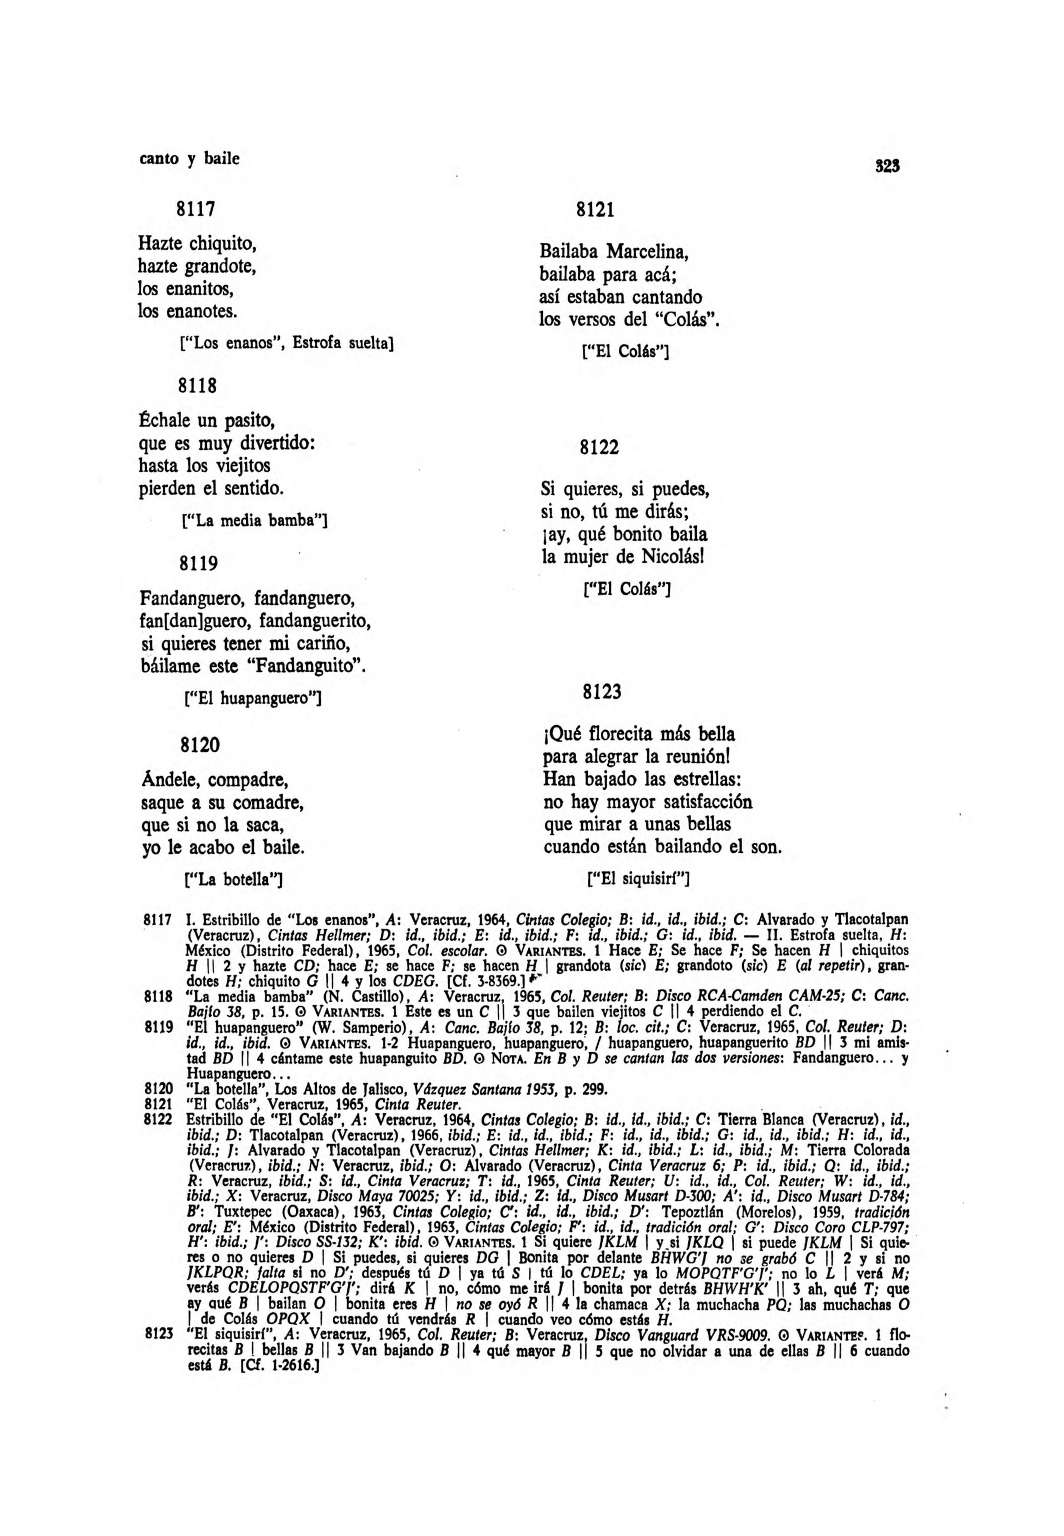 canto y baile
323
8117
Hazte chiquito,
hazte grandote,
los enanitos,
los enanotes.
["Los enanos", Estrofa suelta]
8118
Échale un pasito,
que es muy divertido:
hasta los viejitos
pierden el sentido.
["La media bamba"]
8119
Fandanguero, fandanguero,
fan[dan]guero, fandanguerito,
si quieres tener mi cariño,
báilame este "Fandanguito".
["El huapanguero"]
8120
Ándele, compadre,
saque a su comadre,
que si no la saca,
yo le acabo el baile.
["La botella"]
8121
Bailaba Marcelina,
bailaba para acá;
así estaban cantando
los versos del "Colás".
["El Colás"]
8122
Si quieres, si puedes,
si no, tú me dirás;
¡ay, qué bonito baila
la mujer de Nicolás!
["El Colás"]
8123
¡Qué florecita más bella
para alegrar la reunión!
Han bajado las estrellas:
no hay mayor satisfacción
que mirar a unas bellas
cuando están bailando el son.
["El siquisirí"]
8117 I. Estribillo de "Los enanos", A: Veracruz, 1964, Cintas Colegio; B: id., id., ibid.; C: Alvarado y Tlacotalpan
(Veracruz), Cintas Hellmer; D: id., ibid.; E: id., ibid.; F: id., ibid.; G: id., ibid. — II. Estrofa suelta, H:
México (Distrito Federal), 1965, Col. escolar. ⊙ VARIANTES. 1 Hace E; Se hace F; Se hacen H | chiquitos
H || 2 y hazte CD; hace E; se hace F; se hacen H | grandota (sic) E; grandoto (sic) E (al repetir), gran-
dotes H; chiquito G || 4 y los CDEG. [Cf. 3-8369.]
8118 "La media bamba" (N. Castillo), A: Veracruz, 1965, Col. Reuter; B: Disco RCA-Camden CAM-25; C: Canc.
Bajío 38, p. 15. ⊙ VARIANTES. 1 Este es un C || 3 que bailen viejitos C || 4 perdiendo el C.
8119 "El huapanguero" (W. Samperio), A: Canc. Bajío 38, p. 12; B: loc. cit.; C: Veracruz, 1965, Col. Reuter; D:
id., id., ibid. ⊙ VARIANTES. 1-2 Huapanguero, huapanguero, / huapanguero, huapanguerito BD || 3 mi amis-
tad BD || 4 cántame este huapanguito BD. ⊙ NOTA. En B y D se cantan las dos versiones: Fandanguero... y
Huapanguero...
8120 "La botella", Los Altos de Jalisco, Vázquez Santana 1953, p. 299.
8121 "El Colás", Veracruz, 1965, Cinta Reuter.
8122 Estribillo de "El Colás", A: Veracruz, 1964, Cintas Colegio; B: id., id., ibid.; C: Tierra Blanca (Veracruz), id.,
ibid.; D: Tlacotalpan (Veracruz), 1966, ibid.; E: id., id., ibid.; F: id., id., ibid.; G: id., id., ibid.; H: id., id.,
ibid.; J: Alvarado y Tlacotalpan (Veracruz), Cintas Hellmer; K: id., ibid.; L: id., ibid.; M: Tierra Colorada
(Veracruz), ibid.; N: Veracruz, ibid.; O: Alvarado (Veracruz), Cinta Veracruz 6; P: id., ibid.; Q: id., ibid.;
R: Veracruz, ibid.; S: id., Cinta Veracruz; T: id., 1965, Cinta Reuter; U: id., id., Col. Reuter; W: id., id.,
ibid.; X: Veracruz, Disco Maya 70025; Y: id., ibid.; Z: id., Disco Musart D-300; A': id., Disco Musart D-784;
B': Tuxtepec (Oaxaca), 1963, Cintas Colegio; C': id., id., ibid.; D': Tepoztlán (Morelos), 1959, tradición
oral; E': México (Distrito Federal), 1963, Cintas Colegio; F': id., id., tradición oral; G': Disco Coro CLP-797;
H': ibid.; J': Disco SS-132; K': ibid. ⊙ VARIANTES. 1 Si quiere JKLM | y si JKLQ | si puede JKLM | Si quie-
res o no quieres D | Si puedes, si quieres DG | Bonita por delante BHWG'J no se grabó C || 2 y si no
JKLPQR; falta si no D'; después tú D | ya tú S | tú lo CDEL; ya lo MOPQTF'G'J'; no lo L | verá M;
verás CDELOPQSTF'G'J'; dirá K | no, cómo me irá J | bonita por detrás BHWH'K' || 3 ah, qué T; que
ay qué B | bailan O | bonita eres H | no se oyó R || 4 la chamaca X; la muchacha PQ; las muchachas O
| de Colás OPQX | cuando tú vendrás R | cuando veo cómo estás H.
8123 "El siquisirí", A: Veracruz, 1965, Col. Reuter; B: Veracruz, Disco Vanguard VRS-9009. ⊙ VARIANTES. 1 flo-
recitas B | bellas B || 3 Van bajando B || 4 qué mayor B || 5 que no olvidar a una de ellas B || 6 cuando
está B. [Cf. 1-2616.]